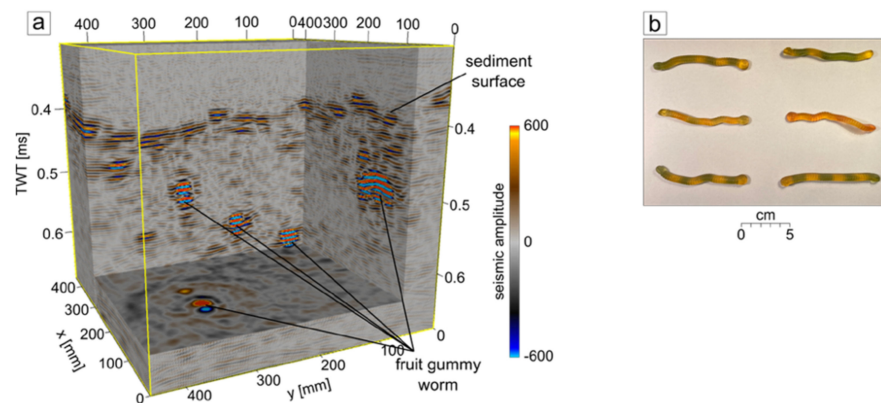 a
400 300 200 100 0 400 300 200 100 0
sediment
surface
TWT [ms]
0.4
0.5
0.6
0.4
0.5
0.6
400
300
200
100
0
x [mm]
400
300
200
100
0
y [mm]
fruit gummy
worm
600
0
-600
seismic amplitude
b
cm
0 5